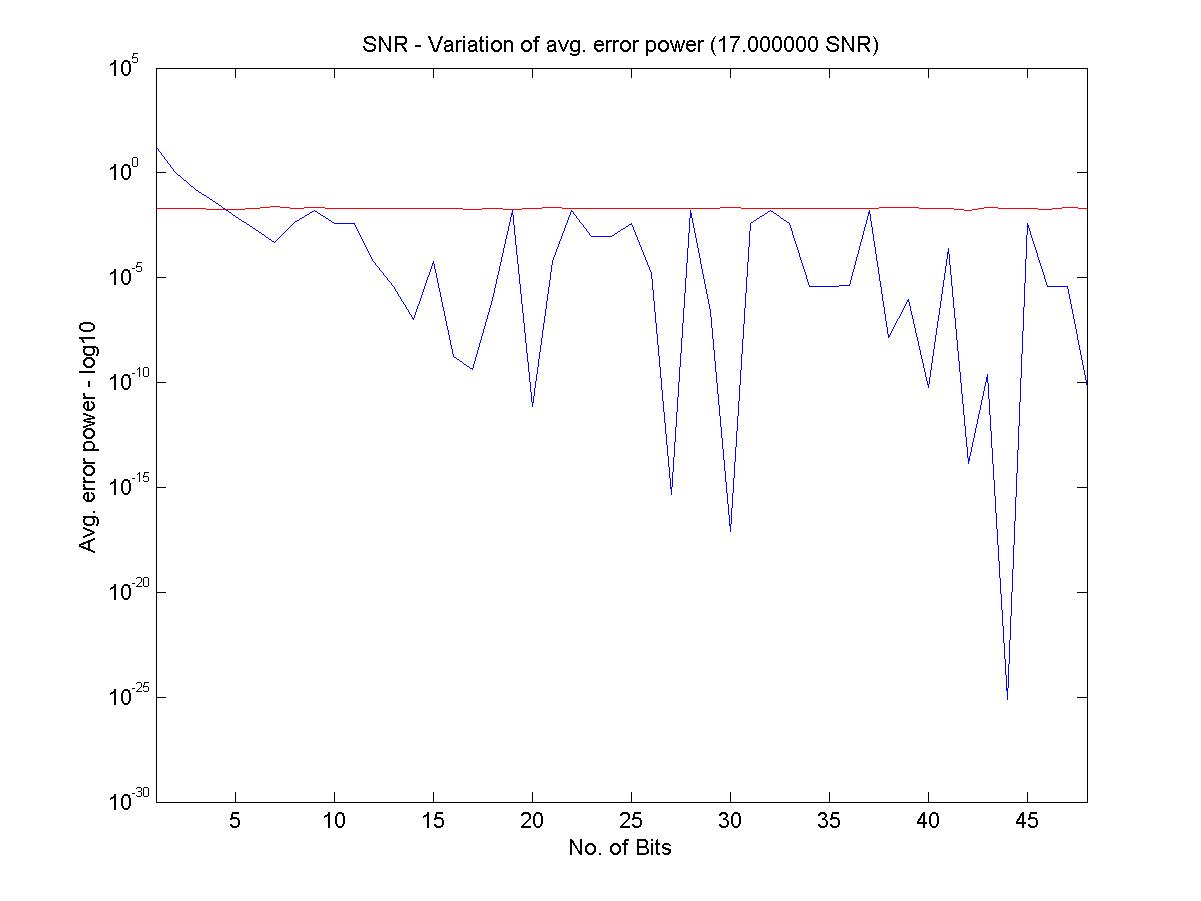 SNR - Variation of avg. error power (17.000000 SNR)
10^5
10^0
10^-5
10^-10
10^-15
10^-20
10^-25
10^-30
Avg. error power - log10
5 10 15 20 25 30 35 40 45
No. of Bits